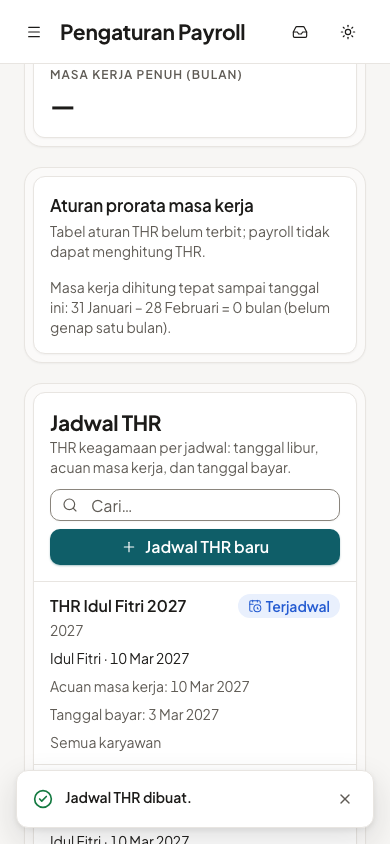 Pengaturan Payroll
MASA KERJA PENUH (BULAN)
—
Aturan prorata masa kerja
Tabel aturan THR belum terbit; payroll tidak
dapat menghitung THR.
Masa kerja dihitung tepat sampai tanggal
ini: 31 Januari – 28 Februari = 0 bulan (belum
genap satu bulan).
Jadwal THR
THR keagamaan per jadwal: tanggal libur,
acuan masa kerja, dan tanggal bayar.
Cari…
Jadwal THR baru
THR Idul Fitri 2027
Terjadwal
2027
Idul Fitri · 10 Mar 2027
Acuan masa kerja: 10 Mar 2027
Tanggal bayar: 3 Mar 2027
Semua karyawan
Jadwal THR dibuat.
Idul Fitri · 10 Mar 2027